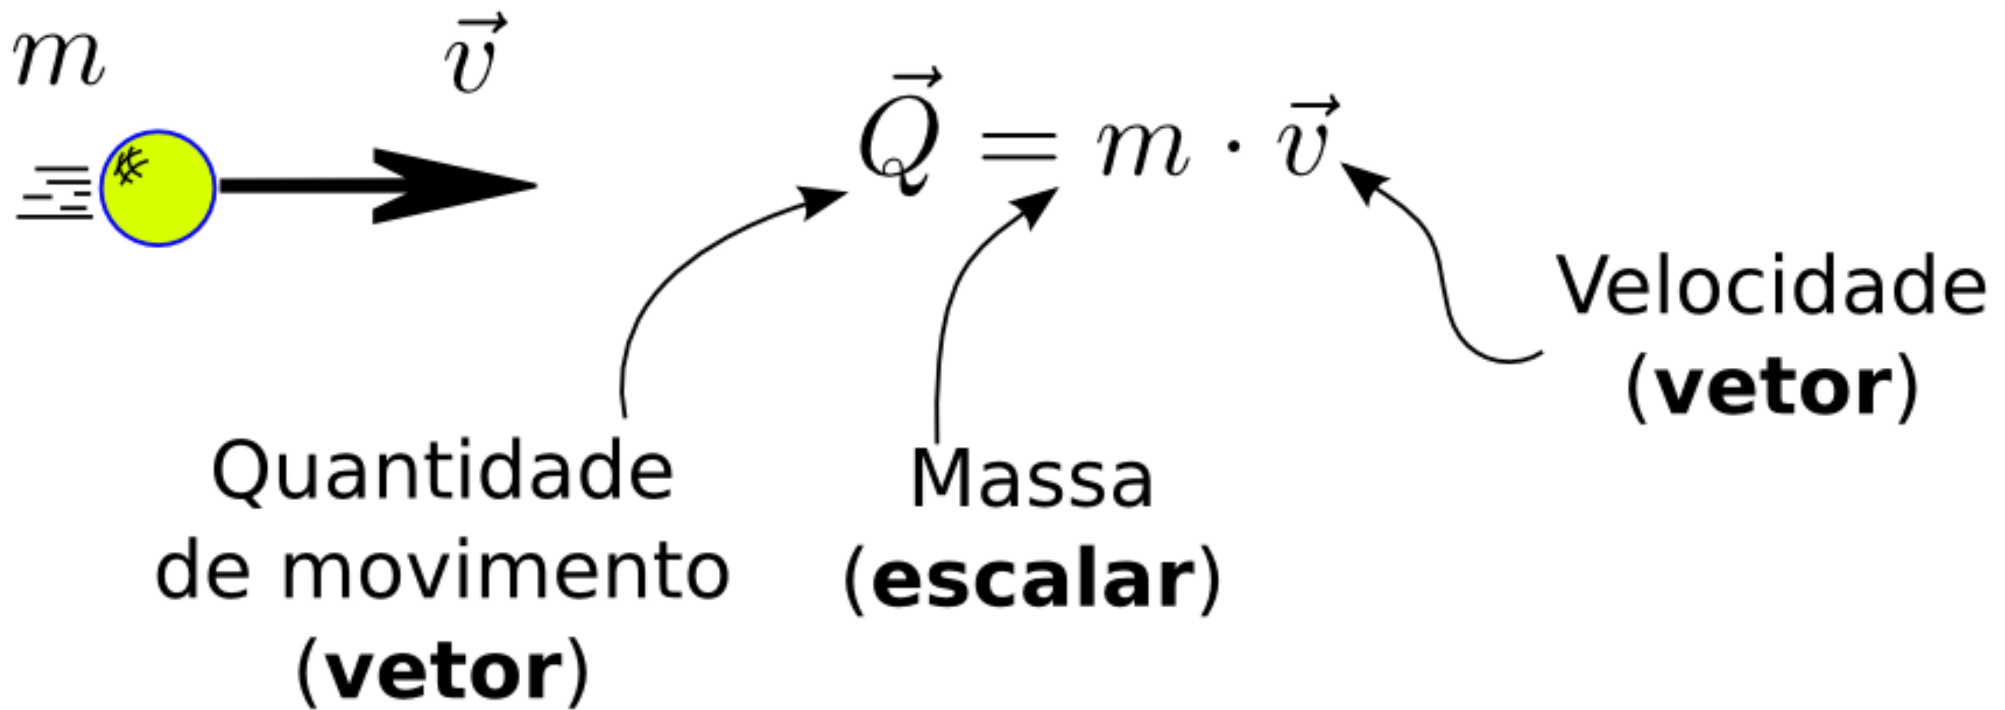 m
v⃗
Q⃗ = m · v⃗
Velocidade
(vetor)
Quantidade
de movimento
(vetor)
Massa
(escalar)